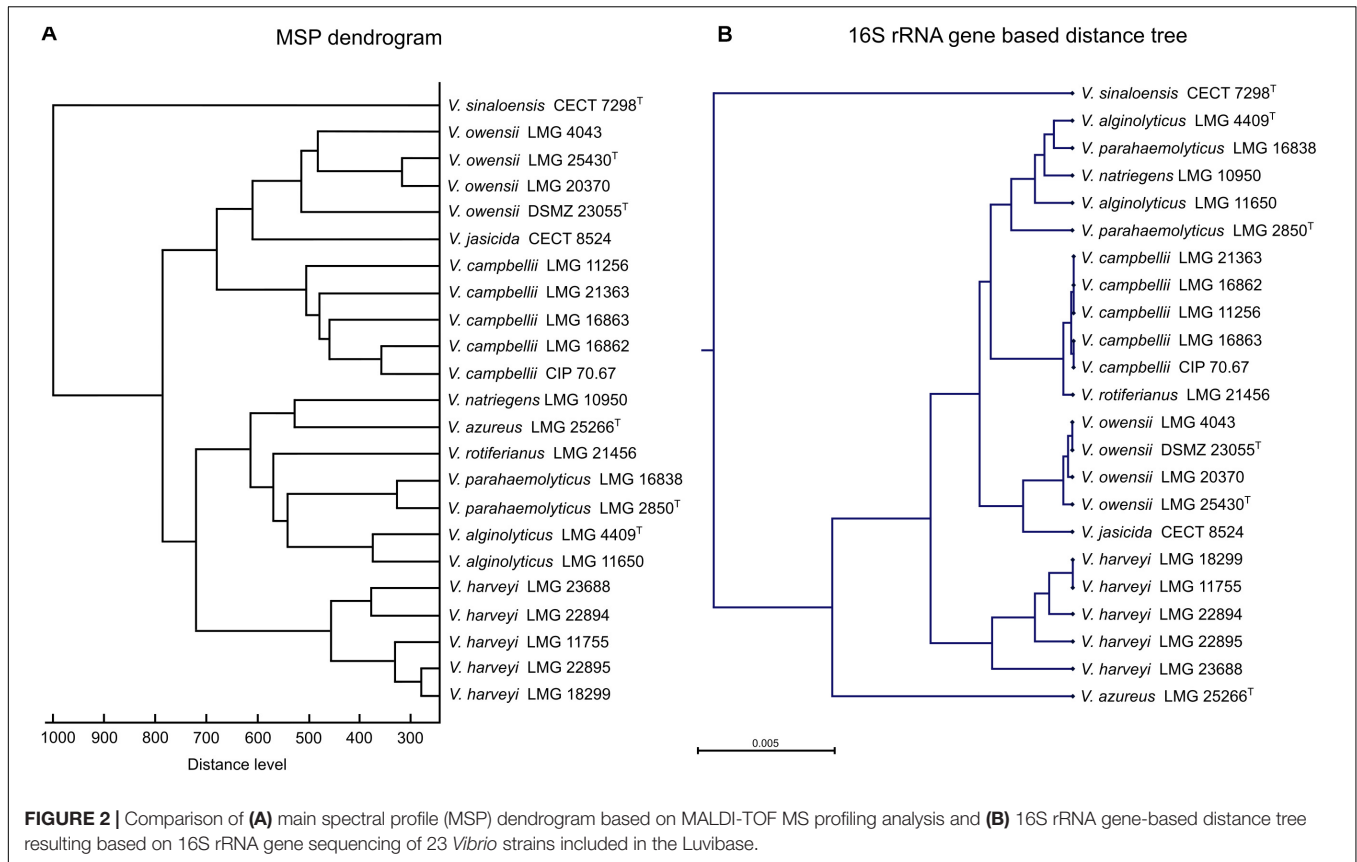 A
MSP dendrogram
V. sinaloensis CECT 7298T
V. owensii LMG 4043
V. owensii LMG 25430T
V. owensii LMG 20370
V. owensii DSMZ 23055T
V. jasicida CECT 8524
V. campbellii LMG 11256
V. campbellii LMG 21363
V. campbellii LMG 16863
V. campbellii LMG 16862
V. campbellii CIP 70.67
V. natriegens LMG 10950
V. azureus LMG 25266T
V. rotiferianus LMG 21456
V. parahaemolyticus LMG 16838
V. parahaemolyticus LMG 2850T
V. alginolyticus LMG 4409T
V. alginolyticus LMG 11650
V. harveyi LMG 23688
V. harveyi LMG 22894
V. harveyi LMG 11755
V. harveyi LMG 22895
V. harveyi LMG 18299
1000 900 800 700 600 500 400 300
Distance level
B
16S rRNA gene based distance tree
V. sinaloensis CECT 7298T
V. alginolyticus LMG 4409T
V. parahaemolyticus LMG 16838
V. natriegens LMG 10950
V. alginolyticus LMG 11650
V. parahaemolyticus LMG 2850T
V. campbellii LMG 21363
V. campbellii LMG 16862
V. campbellii LMG 11256
V. campbellii LMG 16863
V. campbellii CIP 70.67
V. rotiferianus LMG 21456
V. owensii LMG 4043
V. owensii DSMZ 23055T
V. owensii LMG 20370
V. owensii LMG 25430T
V. jasicida CECT 8524
V. harveyi LMG 18299
V. harveyi LMG 11755
V. harveyi LMG 22894
V. harveyi LMG 22895
V. harveyi LMG 23688
V. azureus LMG 25266T
0.005
FIGURE 2 | Comparison of (A) main spectral profile (MSP) dendrogram based on MALDI-TOF MS profiling analysis and (B) 16S rRNA gene-based distance tree
resulting based on 16S rRNA gene sequencing of 23 Vibrio strains included in the Luvibase.